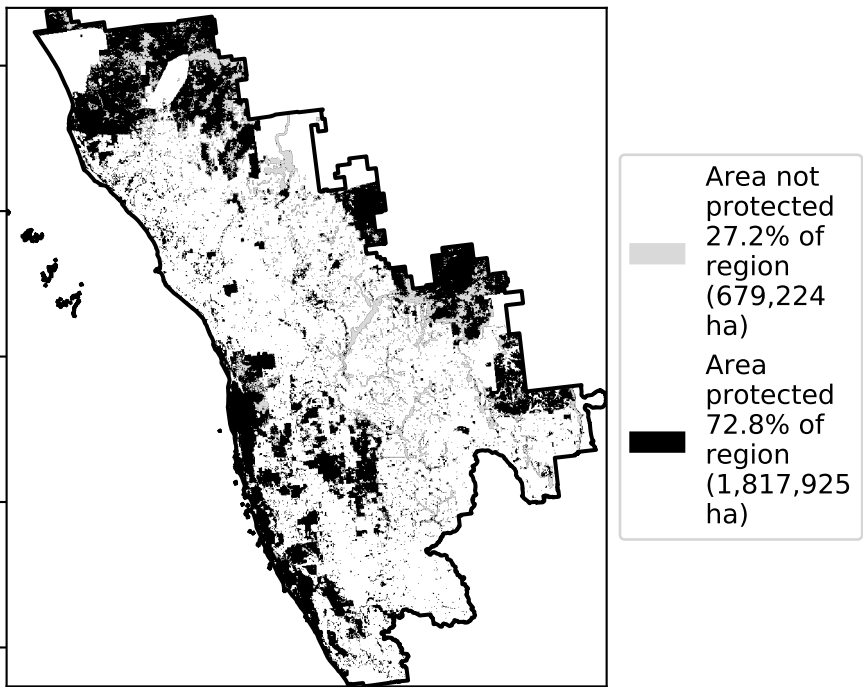 Area not
protected
27.2% of
region
(679,224
ha)
Area
protected
72.8% of
region
(1,817,925
ha)